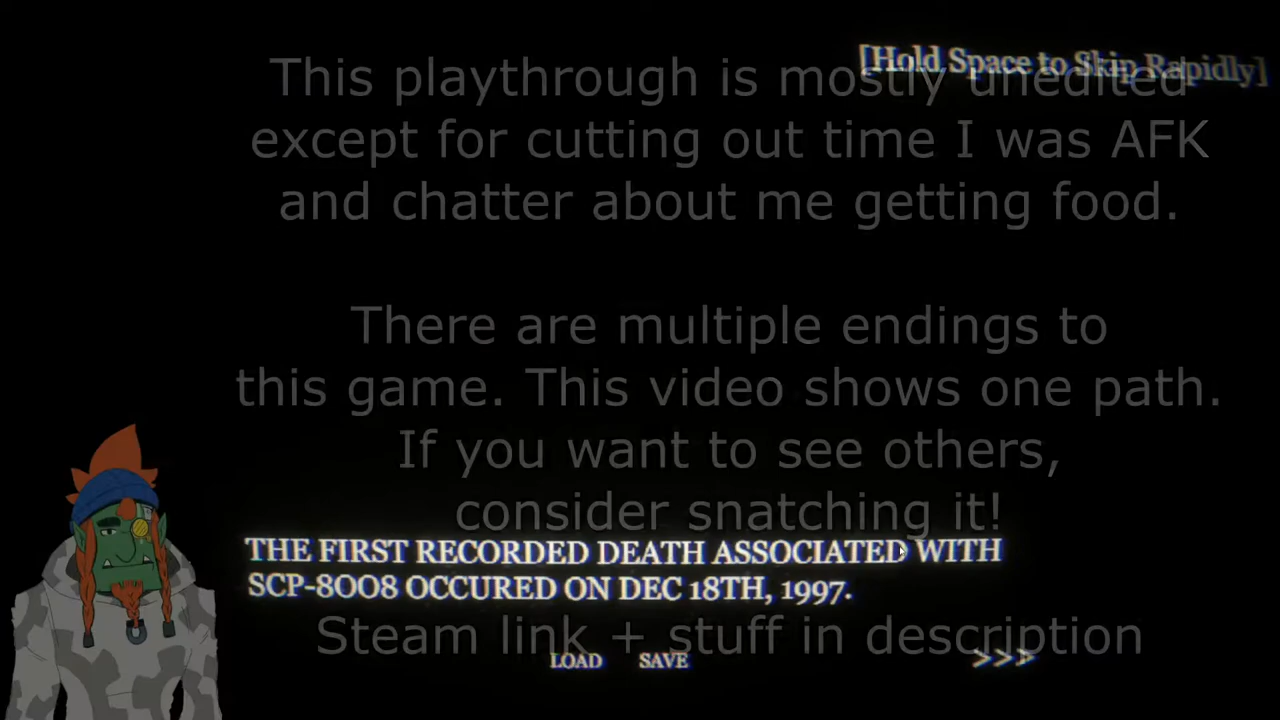 [Hold Space to Skip Rapidly]
This playthrough is mostly unedited
except for cutting out time I was AFK
and chatter about me getting food.
There are multiple endings to
this game. This video shows one path.
If you want to see others,
consider snatching it!
THE FIRST RECORDED DEATH ASSOCIATED WITH
SCP-8008 OCCURED ON DEC 18TH, 1997.
Steam link + stuff in description
LOAD SAVE >>>